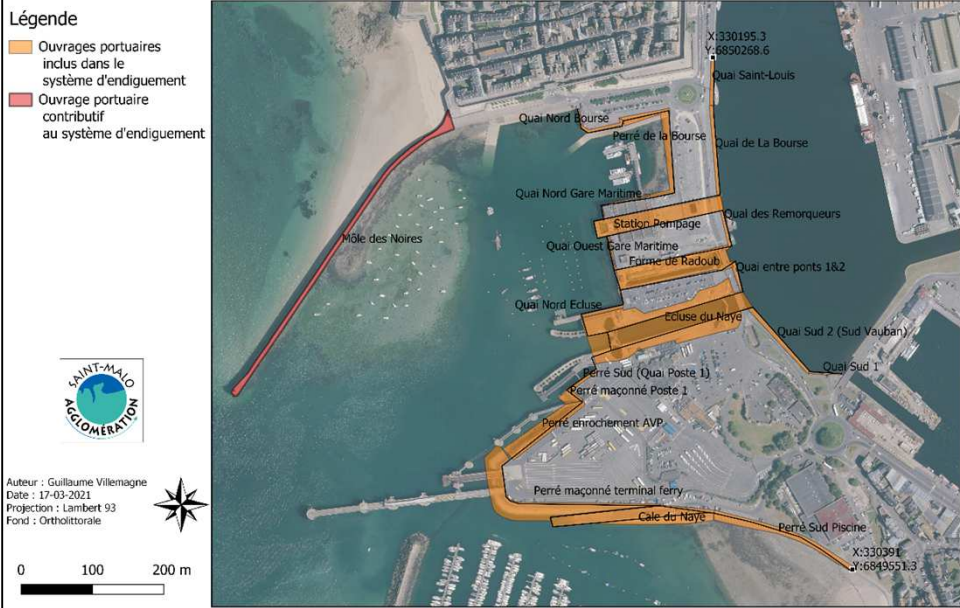 Légende
Ouvrages portuaires
inclus dans le
système d'endiguement
Ouvrage portuaire
contributif
au système d'endiguement
SAINT-MALO
AGGLOMÉRATION
Auteur : Guillaume Villemagne
Date : 17-03-2021
Projection : Lambert 93
Fond : Ortholittorale
0 100 200 m
X:330195.3
Y:6850268.6
Quai Saint-Louis
Quai Nord Bourse
Perré de la Bourse
Quai de La Bourse
Quai Nord Gare Maritime
Quai des Remorqueurs
Station Pompage
Môle des Noires
Quai Ouest Gare Maritime
Forme de Radoub
Quai entre ponts 1&2
Quai Nord Ecluse
Ecluse du Naye
Quai Sud 2 (Sud Vauban)
Quai Sud 1
Perré Sud (Quai Poste 1)
Perré maçonné Poste 1
Perré enrochement AVP
Perré maçonné terminal ferry
Cale du Naye
Perré Sud Piscine
X:330391
Y:6849551.3